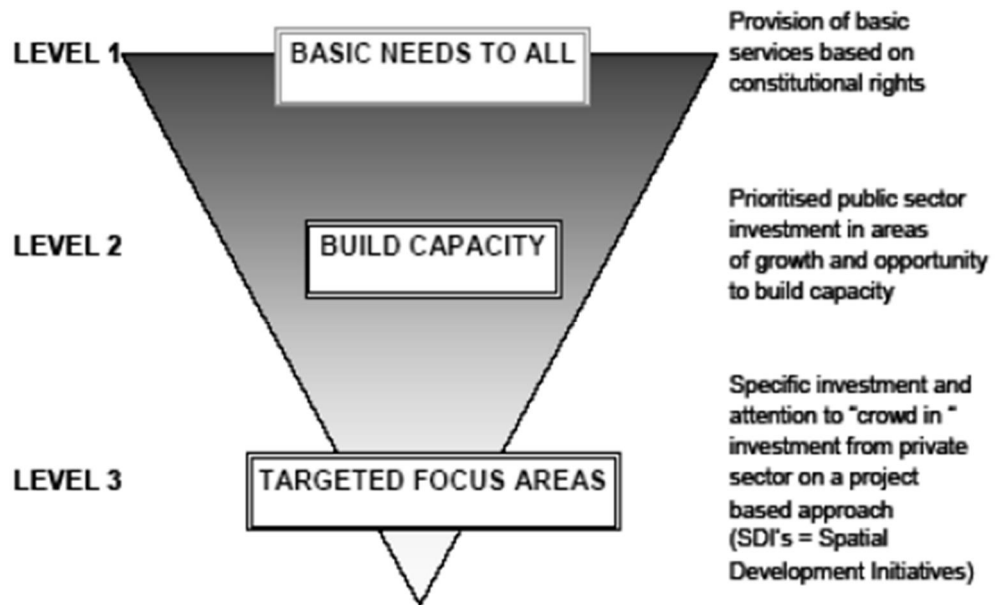 LEVEL 1
BASIC NEEDS TO ALL
Provision of basic
services based on
constitutional rights
LEVEL 2
BUILD CAPACITY
Prioritised public sector
investment in areas
of growth and opportunity
to build capacity
LEVEL 3
TARGETED FOCUS AREAS
Specific investment and
attention to "crowd in "
investment from private
sector on a project
based approach
(SDI's = Spatial
Development Initiatives)